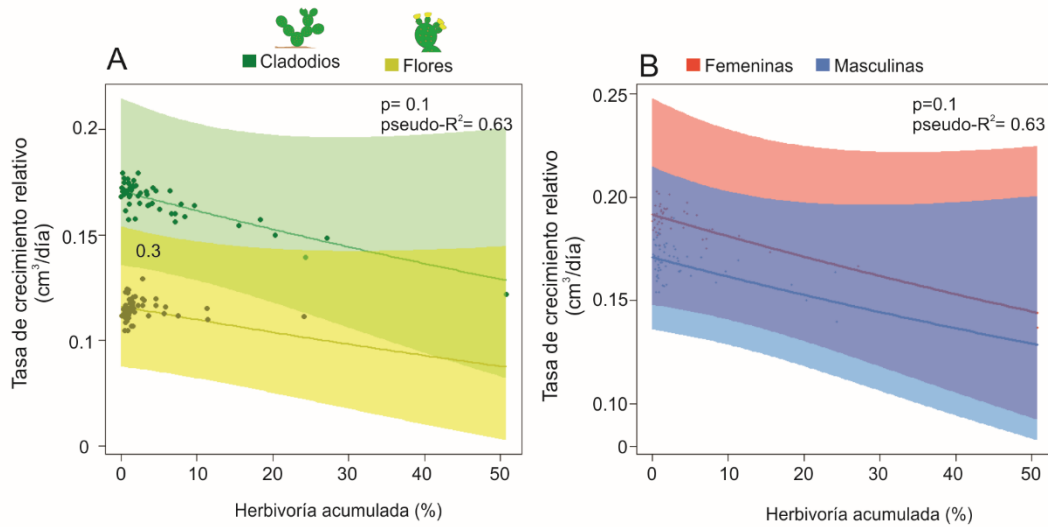 A
Cladodios
Flores
p= 0.1
pseudo-R²= 0.63
0.3
0.2
0.15
0.1
0
Tasa de crecimiento relativo
(cm³/día)
0
10
20
30
40
50
Herbivoría acumulada (%)
B
Femeninas
Masculinas
p=0.1
pseudo-R²= 0.63
0.25
0.20
0.15
0.10
0
Tasa de crecimiento relativo
(cm³/día)
0
10
20
30
40
50
Herbivoría acumulada (%)